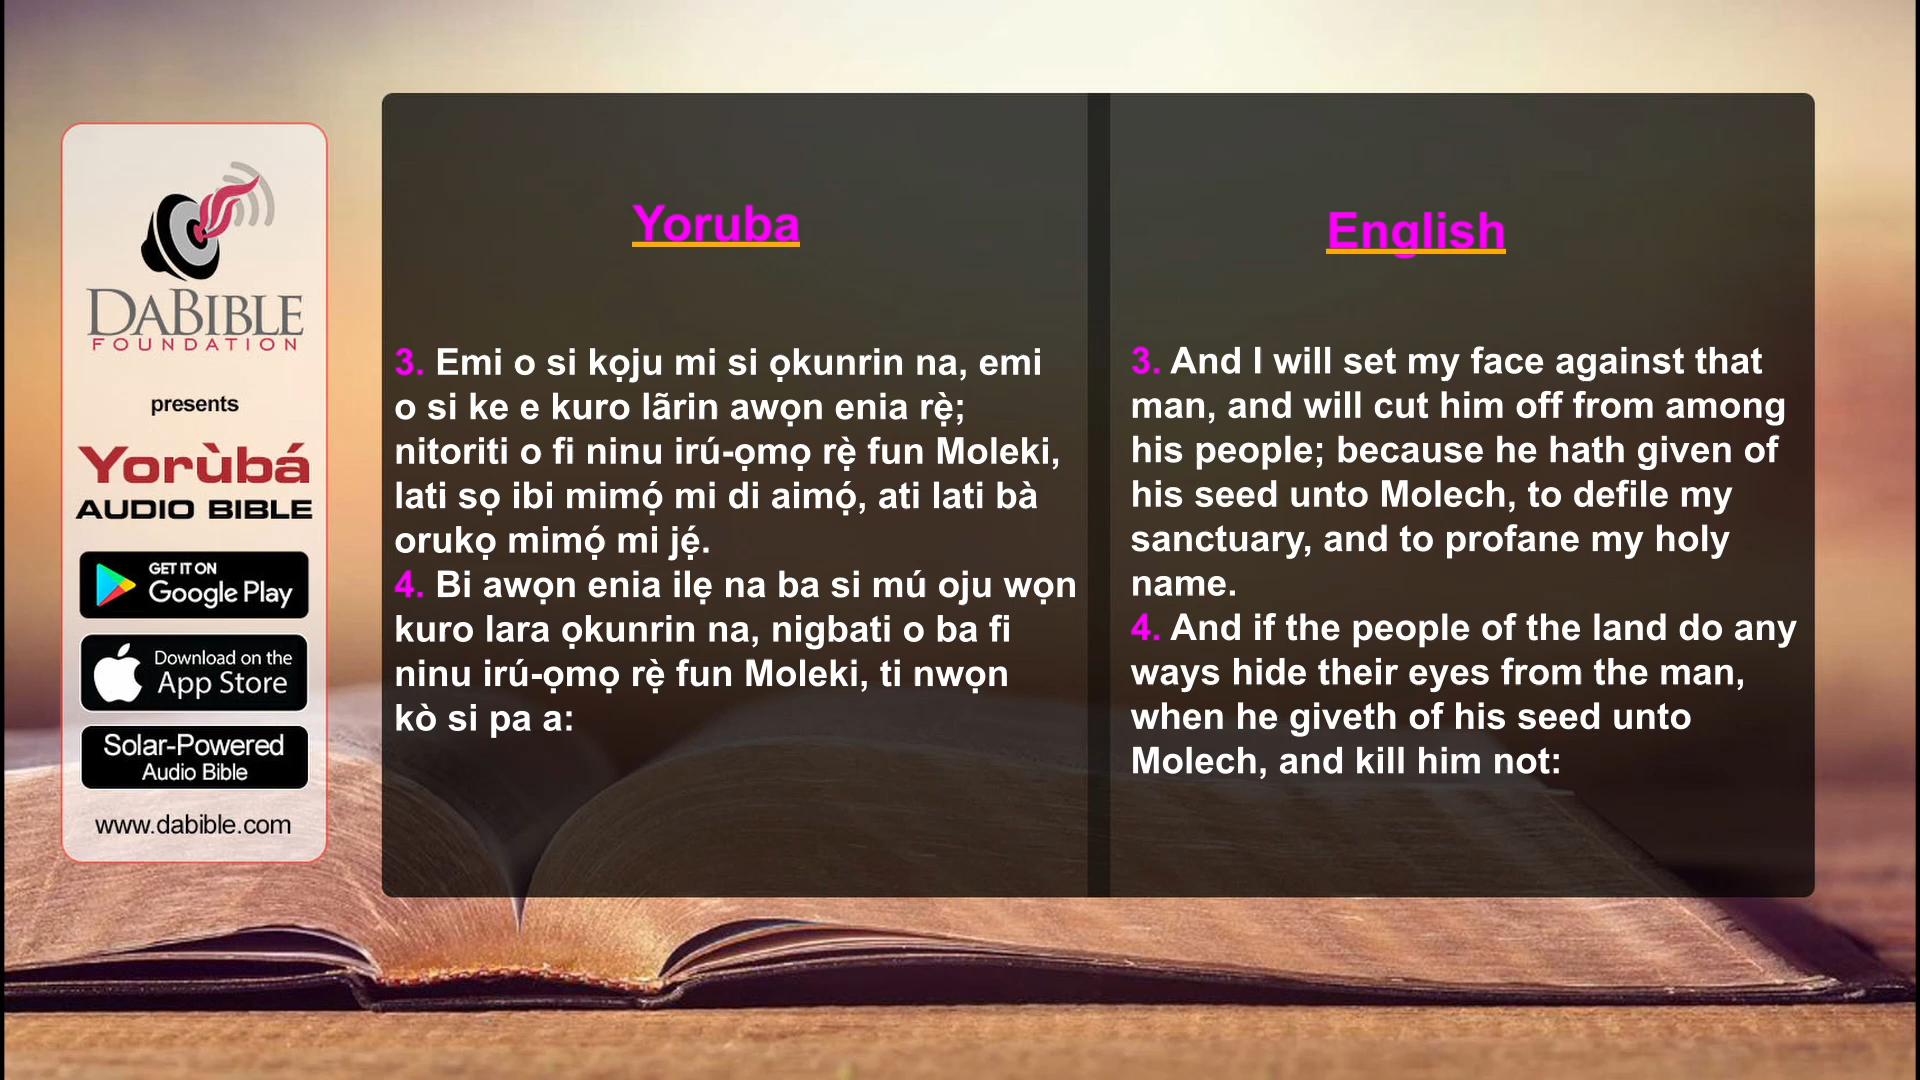 DABIBLE
FOUNDATION
presents
Yorùbá
AUDIO BIBLE
GET IT ON
Google Play
Download on the
App Store
Solar-Powered
Audio Bible
www.dabible.com
Yoruba
3. Emi o si kọju mi si ọkunrin na, emi
o si ke e kuro lãrin awọn enia rẹ̀;
nitoriti o fi ninu irú-ọmọ rẹ̀ fun Moleki,
lati sọ ibi mimọ́ mi di aimọ́, ati lati bà
orukọ mimọ́ mi jẹ́.
4. Bi awọn enia ilẹ na ba si mú oju wọn
kuro lara ọkunrin na, nigbati o ba fi
ninu irú-ọmọ rẹ̀ fun Moleki, ti nwọn
kò si pa a:
English
3. And I will set my face against that
man, and will cut him off from among
his people; because he hath given of
his seed unto Molech, to defile my
sanctuary, and to profane my holy
name.
4. And if the people of the land do any
ways hide their eyes from the man,
when he giveth of his seed unto
Molech, and kill him not: